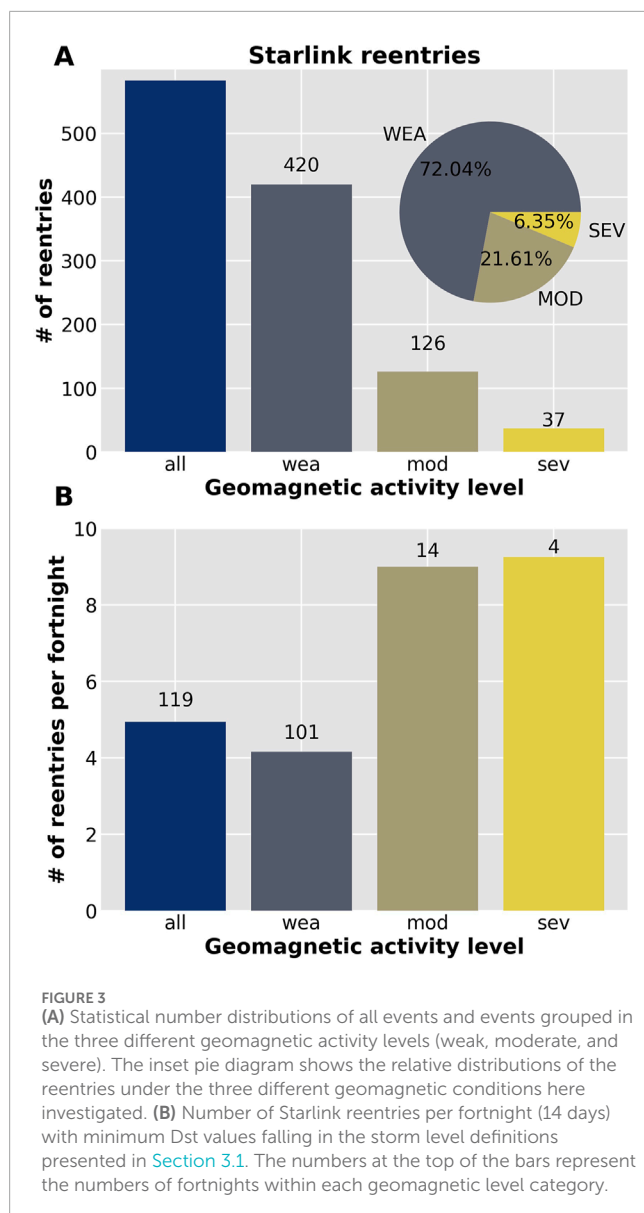 A
Starlink reentries
# of reentries
500
400
300
200
100
0
420
126
37
WEA
72.04%
6.35%
SEV
21.61%
MOD
all wea mod sev
Geomagnetic activity level
B
# of reentries per fortnight
10
8
6
4
2
0
119
101
14
4
all wea mod sev
Geomagnetic activity level
FIGURE 3
(A) Statistical number distributions of all events and events grouped in
the three different geomagnetic activity levels (weak, moderate, and
severe). The inset pie diagram shows the relative distributions of the
reentries under the three different geomagnetic conditions here
investigated. (B) Number of Starlink reentries per fortnight (14 days)
with minimum Dst values falling in the storm level definitions
presented in Section 3.1. The numbers at the top of the bars represent
the numbers of fortnights within each geomagnetic level category.